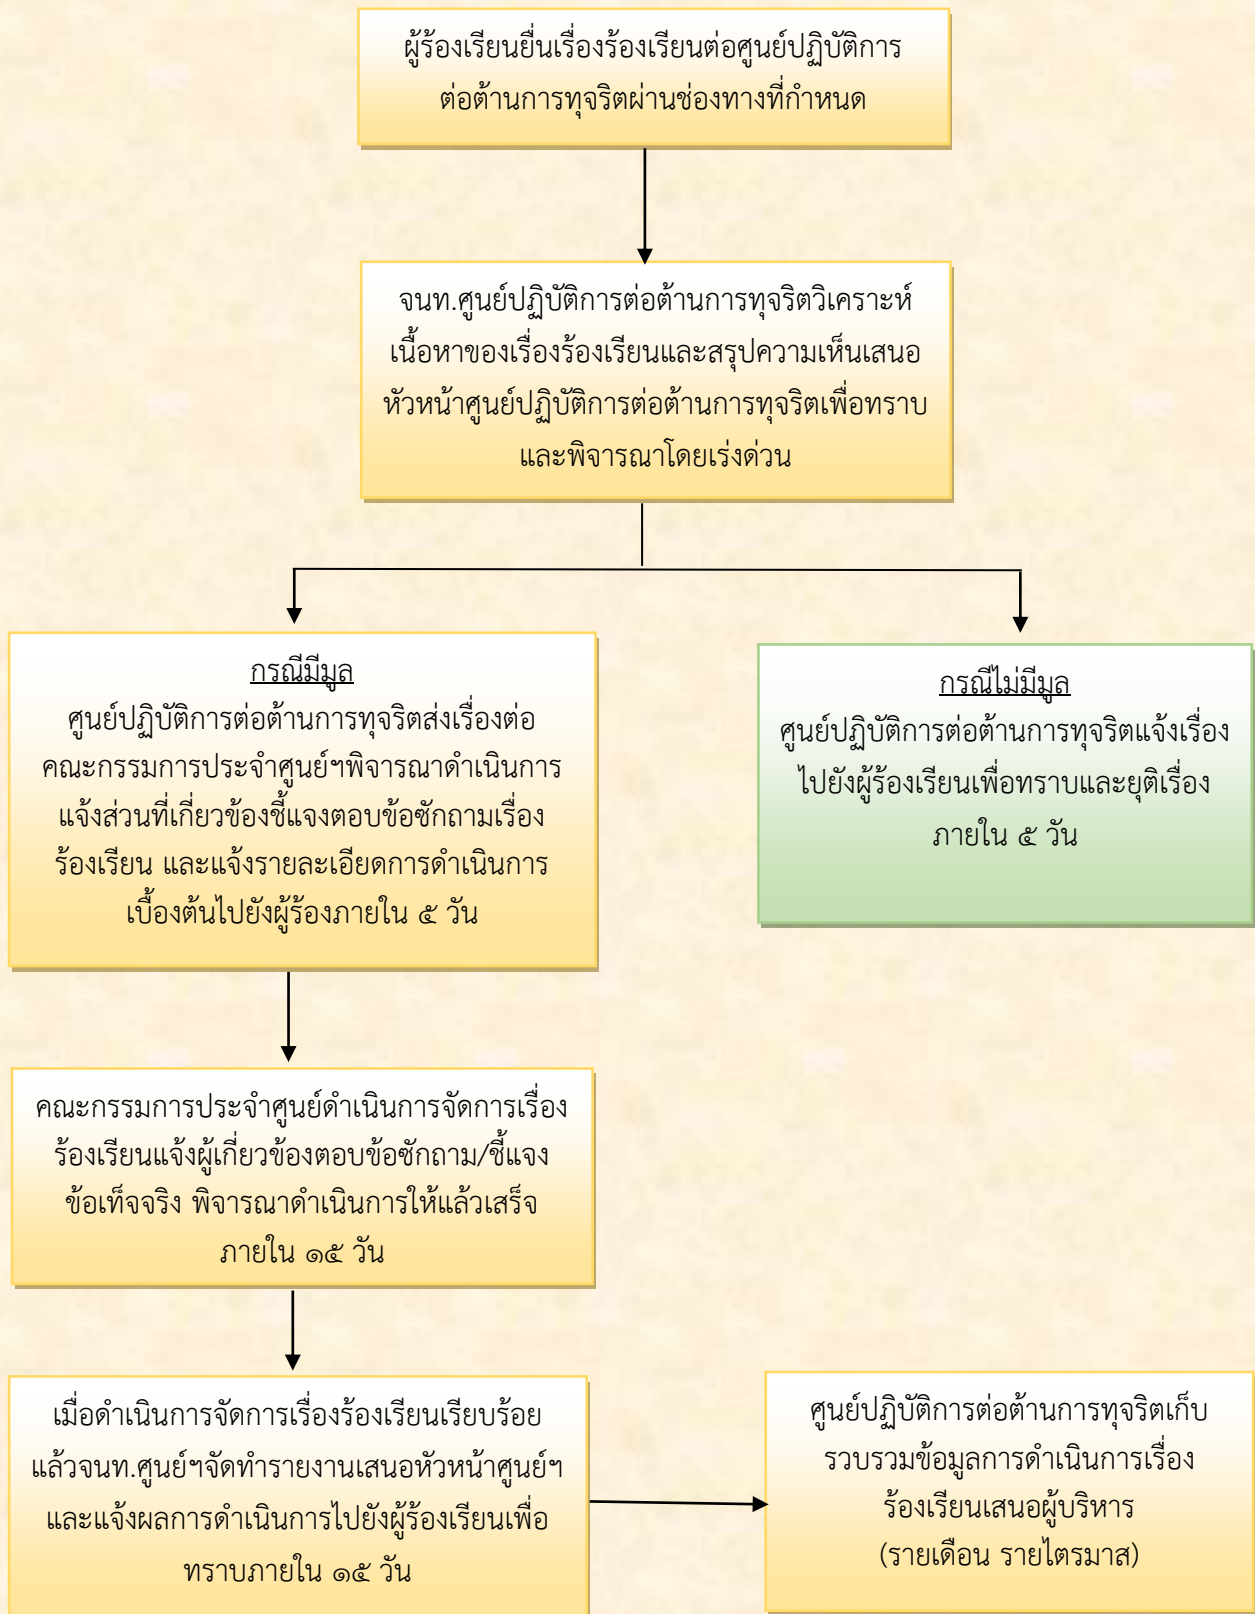 ผู้ร้องเรียนยื่นเรื่องร้องเรียนต่อศูนย์ปฏิบัติการ
ต่อต้านการทุจริตผ่านช่องทางที่กำหนด
จนท.ศูนย์ปฏิบัติการต่อต้านการทุจริตวิเคราะห์
เนื้อหาของเรื่องร้องเรียนและสรุปความเห็นเสนอ
หัวหน้าศูนย์ปฏิบัติการต่อต้านการทุจริตเพื่อทราบ
และพิจารณาโดยเร่งด่วน
กรณีมีมูล
ศูนย์ปฏิบัติการต่อต้านการทุจริตส่งเรื่องต่อ
คณะกรรมการประจำศูนย์ฯพิจารณาดำเนินการ
แจ้งส่วนที่เกี่ยวข้องชี้แจงตอบข้อซักถามเรื่อง
ร้องเรียน และแจ้งรายละเอียดการดำเนินการ
เบื้องต้นไปยังผู้ร้องภายใน ๕ วัน
กรณีไม่มีมูล
ศูนย์ปฏิบัติการต่อต้านการทุจริตแจ้งเรื่อง
ไปยังผู้ร้องเรียนเพื่อทราบและยุติเรื่อง
ภายใน ๕ วัน
คณะกรรมการประจำศูนย์ดำเนินการจัดการเรื่อง
ร้องเรียนแจ้งผู้เกี่ยวข้องตอบข้อซักถาม/ชี้แจง
ข้อเท็จจริง พิจารณาดำเนินการให้แล้วเสร็จ
ภายใน ๑๕ วัน
เมื่อดำเนินการจัดการเรื่องร้องเรียนเรียบร้อย
แล้วจนท.ศูนย์ฯจัดทำรายงานเสนอหัวหน้าศูนย์ฯ
และแจ้งผลการดำเนินการไปยังผู้ร้องเรียนเพื่อ
ทราบภายใน ๑๕ วัน
ศูนย์ปฏิบัติการต่อต้านการทุจริตเก็บ
รวบรวมข้อมูลการดำเนินการเรื่อง
ร้องเรียนเสนอผู้บริหาร
(รายเดือน รายไตรมาส)